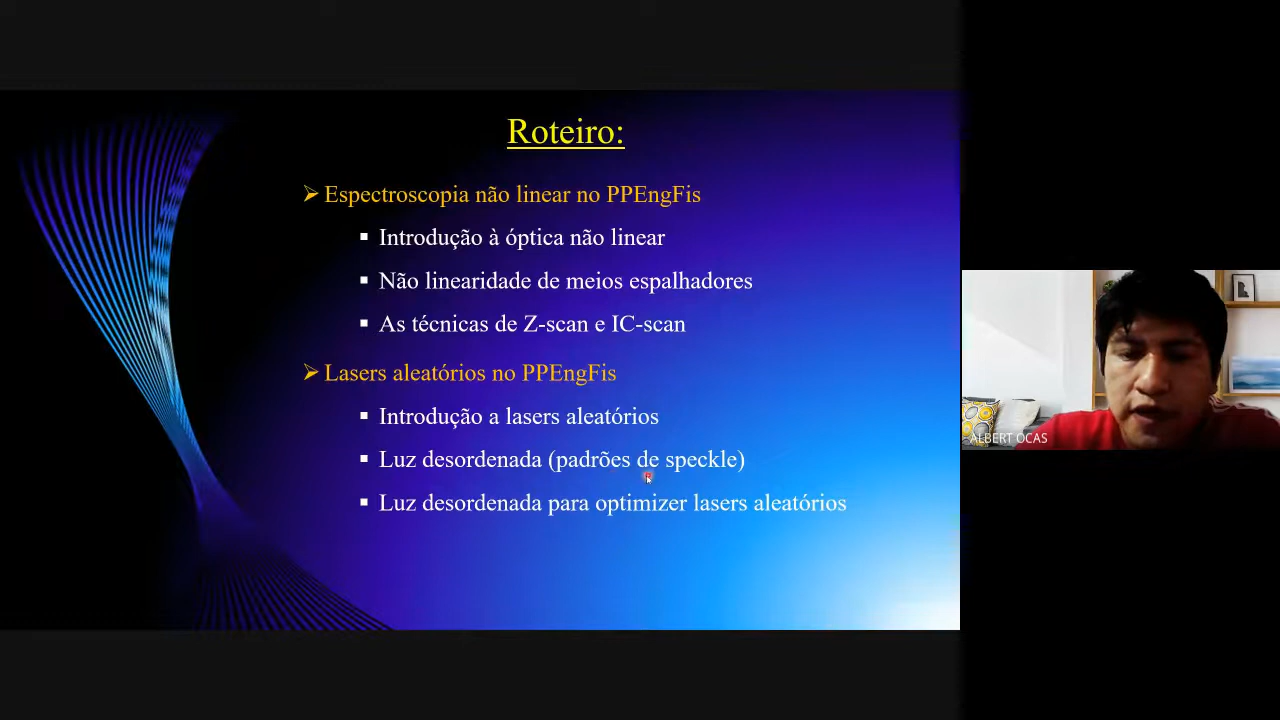 Roteiro:
Espectroscopia não linear no PPEngFis
Introdução à óptica não linear
Não linearidade de meios espalhadores
As técnicas de Z-scan e IC-scan
Lasers aleatórios no PPEngFis
Introdução a lasers aleatórios
Luz desordenada (padrões de speckle)
Luz desordenada para optimizer lasers aleatórios
ALBERT OCAS